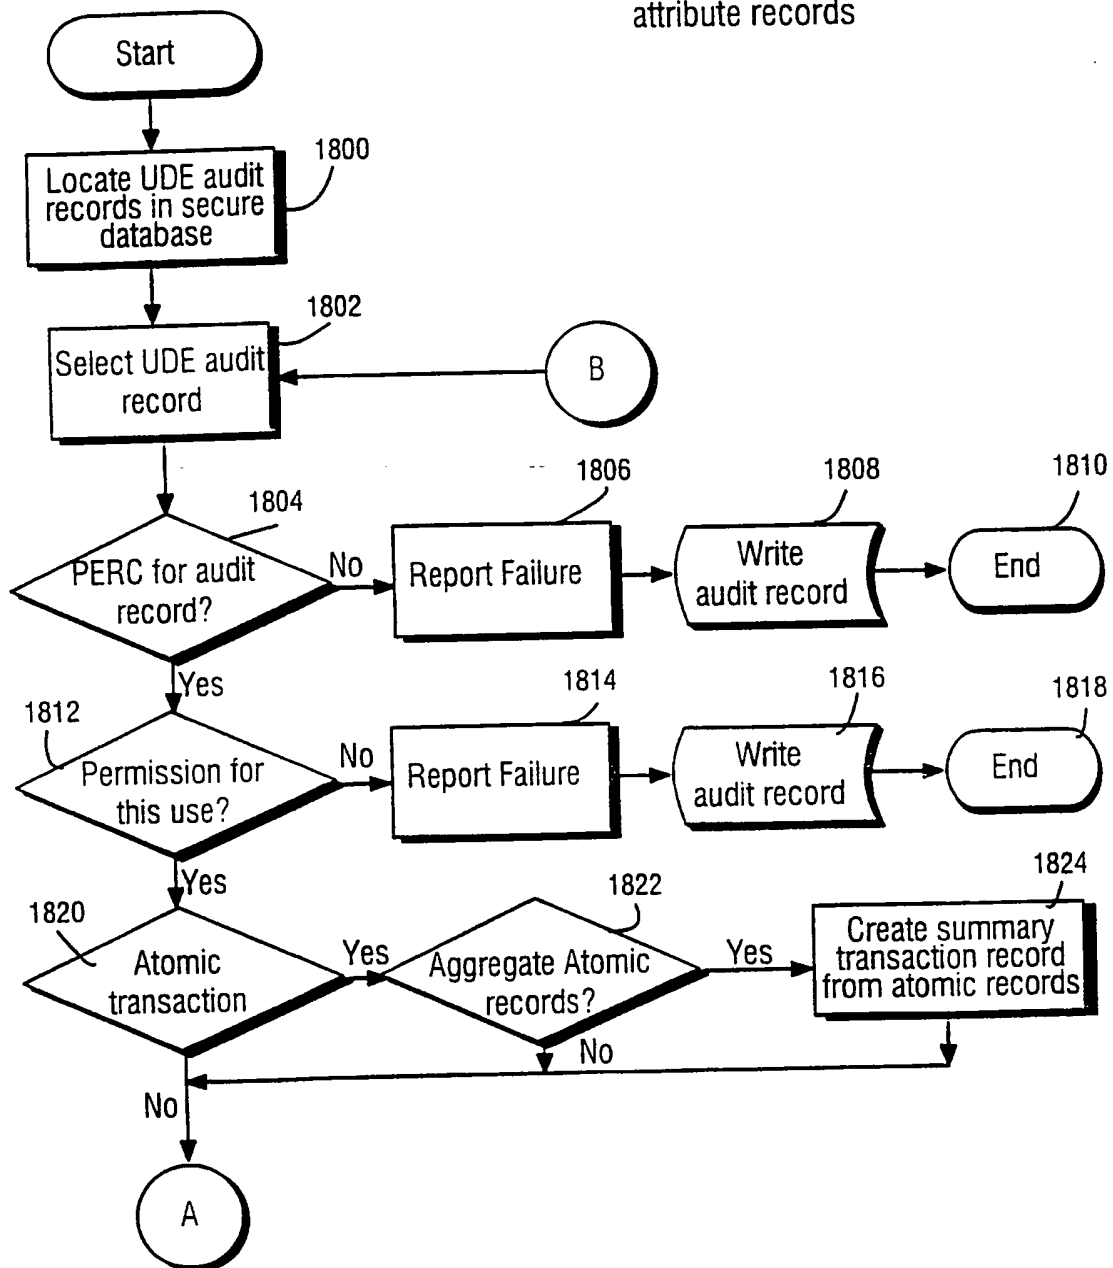 attribute records
Start
1800
Locate UDE audit
records in secure
database
1802
Select UDE audit
record
B
1804
PERC for audit
record?
No
1806
Report Failure
1808
Write
audit record
1810
End
Yes
1812
Permission for
this use?
No
1814
Report Failure
1816
Write
audit record
1818
End
Yes
1820
Atomic
transaction
Yes
1822
Aggregate Atomic
records?
Yes
1824
Create summary
transaction record
from atomic records
No
No
A